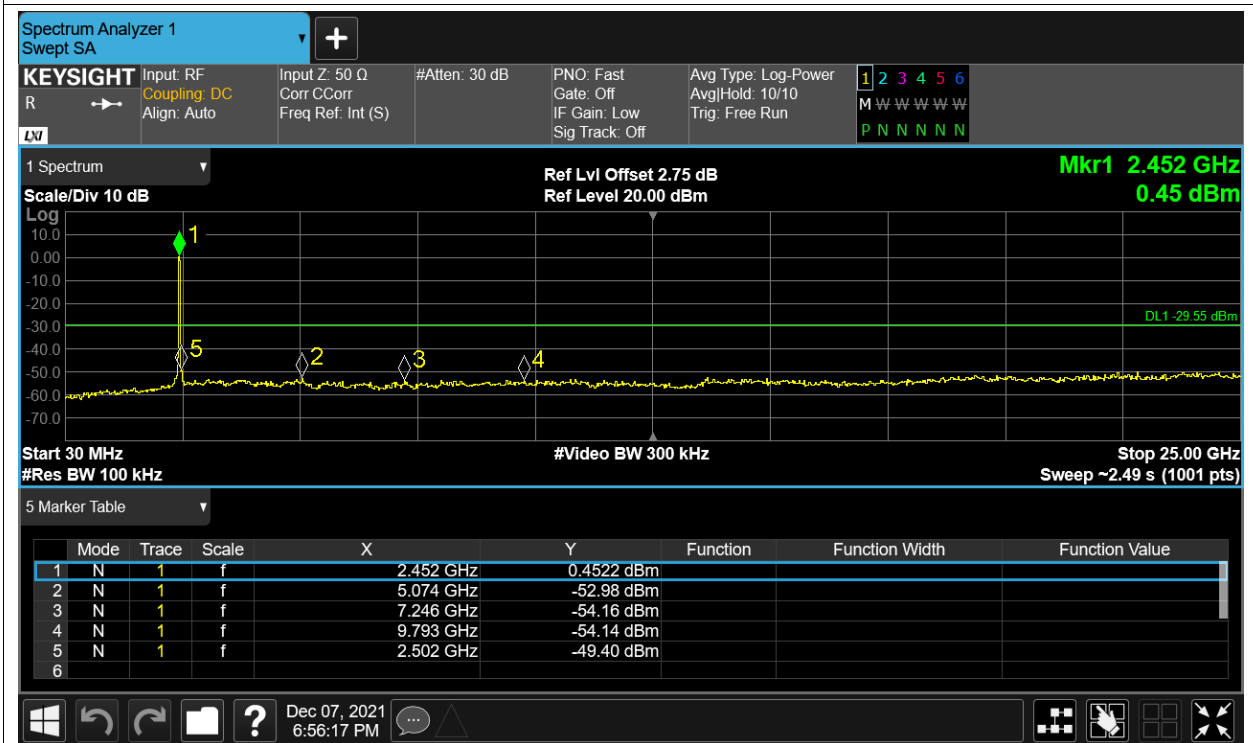 Spectrum Analyzer 1
Swept SA
+
KEYSIGHT Input: RF Input Z: 50 Ω #Atten: 30 dB PNO: Fast Avg Type: Log-Power 1 2 3 4 5 6
R Coupling: DC Corr CCorr Gate: Off Avg|Hold: 10/10 M W W W W W
Align: Auto Freq Ref: Int (S) IF Gain: Low Trig: Free Run
LXI Sig Track: Off P N N N N N
1 Spectrum Ref Lvl Offset 2.75 dB Mkr1 2.452 GHz
Scale/Div 10 dB Ref Level 20.00 dBm 0.45 dBm
Log
10.0 1
0.00
-10.0
-20.0
DL1 -29.55 dBm
-30.0
-40.0 5 2 3 4
-50.0
-60.0
-70.0
Start 30 MHz #Video BW 300 kHz Stop 25.00 GHz
#Res BW 100 kHz Sweep ~2.49 s (1001 pts)
5 Marker Table
Mode Trace Scale X Y Function Function Width Function Value
1 N 1 f 2.452 GHz 0.4522 dBm
2 N 1 f 5.074 GHz -52.98 dBm
3 N 1 f 7.246 GHz -54.16 dBm
4 N 1 f 9.793 GHz -54.14 dBm
5 N 1 f 2.502 GHz -49.40 dBm
6
? Dec 07, 2021
6:56:17 PM